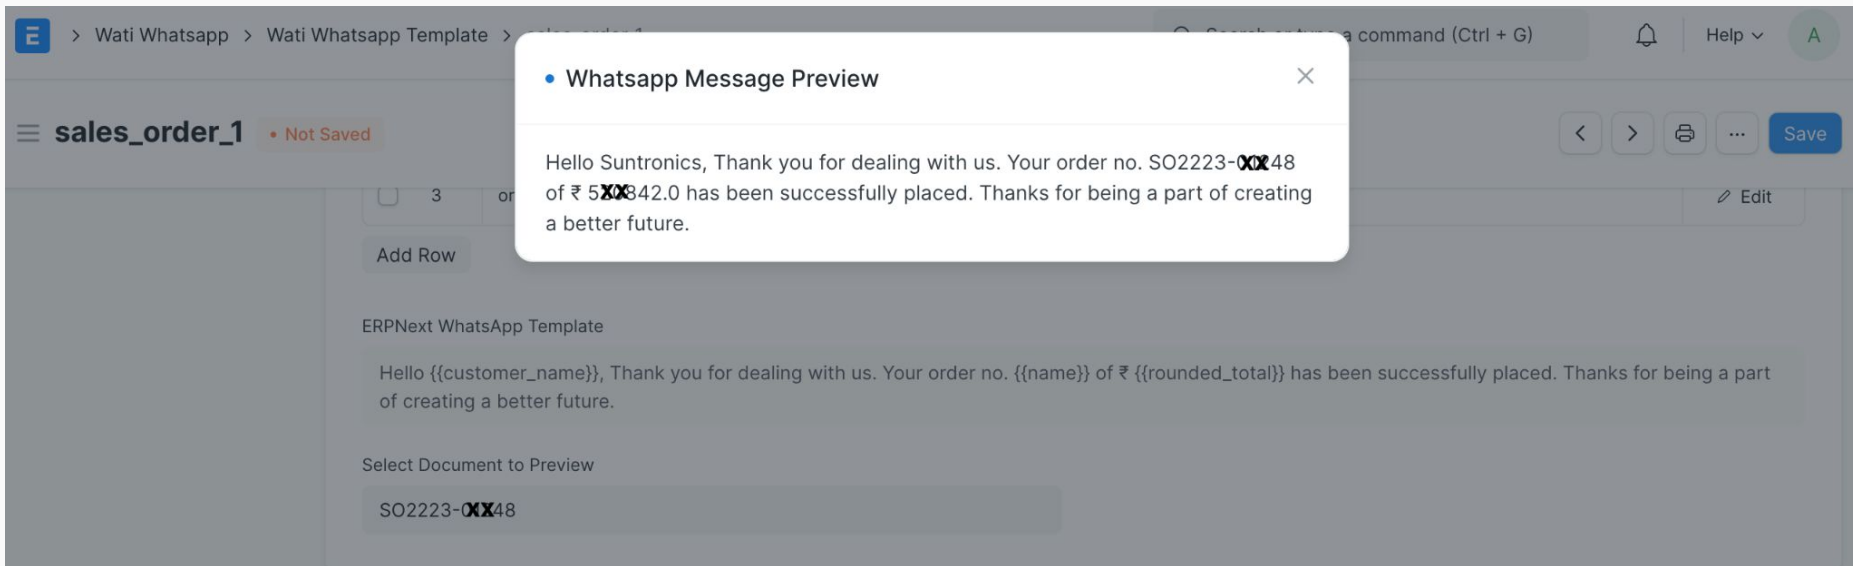 E > Wati Whatsapp > Wati Whatsapp Template >
a command (Ctrl + G)
Help
A
Whatsapp Message Preview
sales_order_1 • Not Saved
...
Save
Hello Suntronics, Thank you for dealing with us. Your order no.
of ₹ has been successfully placed. Thanks for being a part of creating
a better future.
3
Edit
Add Row
ERPNext WhatsApp Template
Hello {{customer_name}}, Thank you for dealing with us. Your order no. {{name}} of ₹ {{rounded_total}} has been successfully placed. Thanks for being a part
of creating a better future.
Select Document to Preview